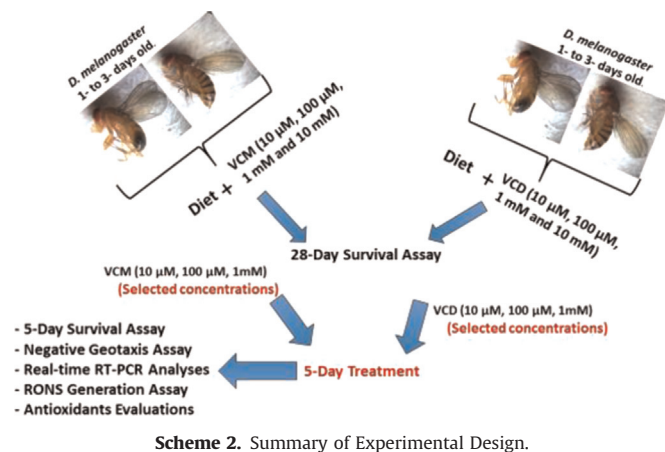 D. melanogaster
1- to 3- days old.
Diet + VCM (10 µM, 100 µM,
1 mM and 10 mM)
D. melanogaster
1- to 3- days old.
Diet + VCD (10 µM, 100 µM,
1 mM and 10 mM)
28-Day Survival Assay
VCM (10 µM, 100 µM, 1mM)
(Selected concentrations)
VCD (10 µM, 100 µM, 1mM)
(Selected concentrations)
5-Day Treatment
- 5-Day Survival Assay
- Negative Geotaxis Assay
- Real-time RT-PCR Analyses
- RONS Generation Assay
- Antioxidants Evaluations
Scheme 2. Summary of Experimental Design.